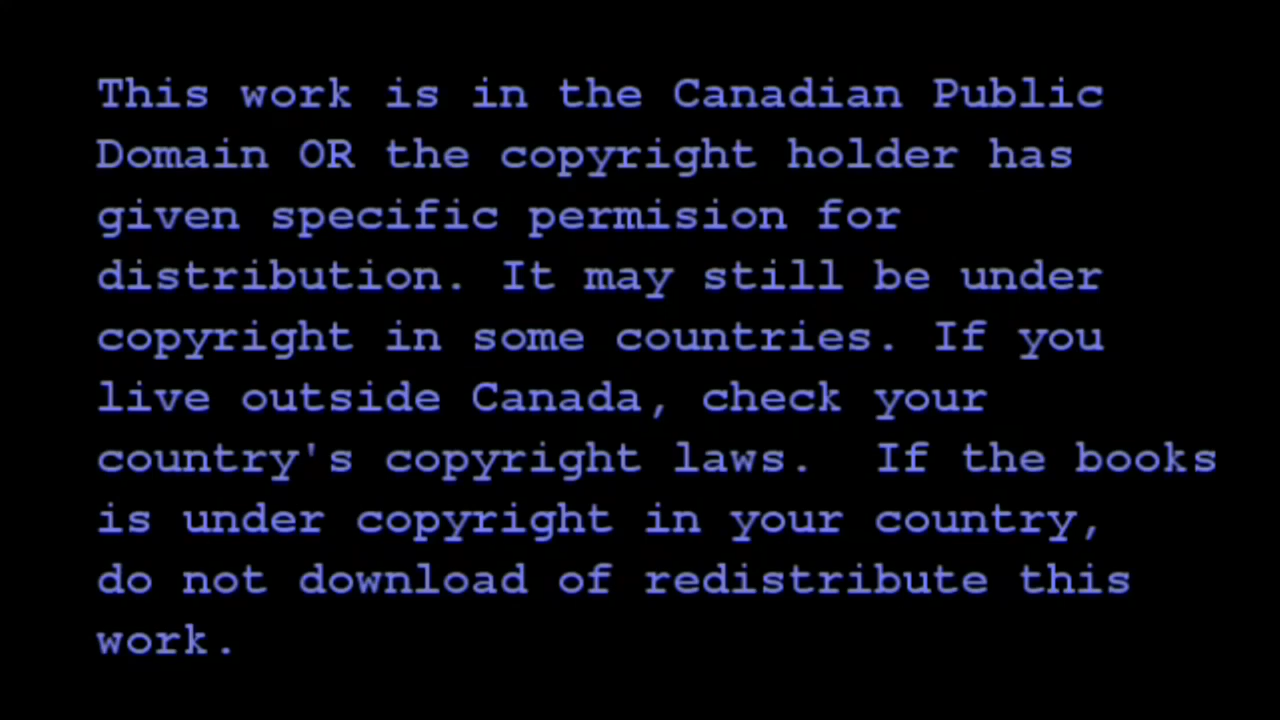 This work is in the Canadian Public
Domain OR the copyright holder has
given specific permision for
distribution. It may still be under
copyright in some countries. If you
live outside Canada, check your
country's copyright laws.  If the books
is under copyright in your country,
do not download of redistribute this
work.